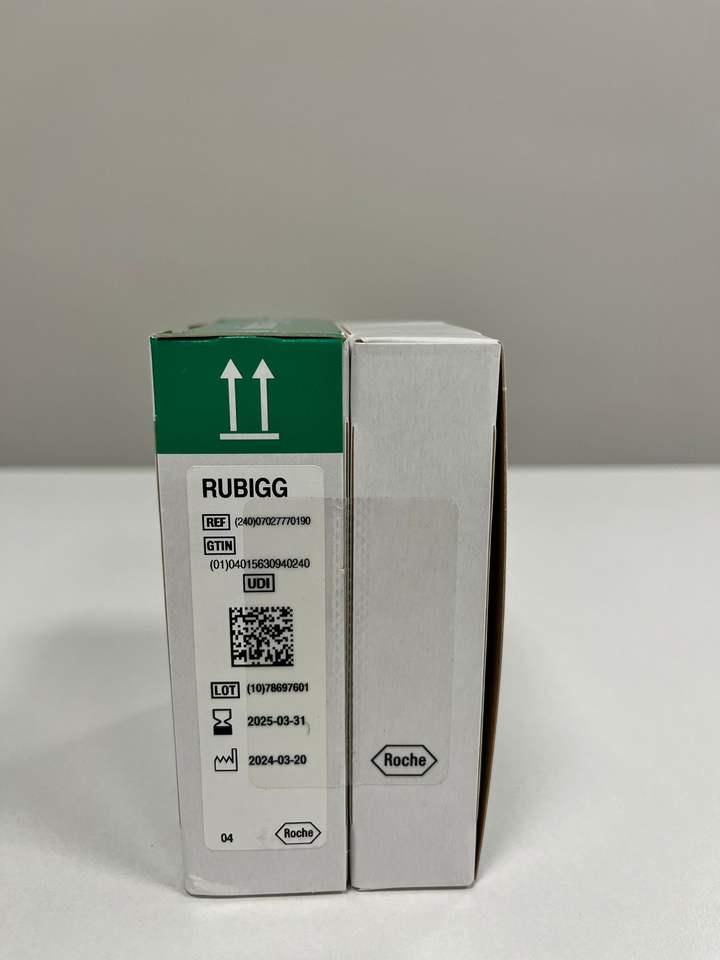 RUBIGG
REF (240)07027770190
GTIN
(01)04015630940240
UDI
LOT (10)78697601
2025-03-31
2024-03-20
04 Roche
Roche